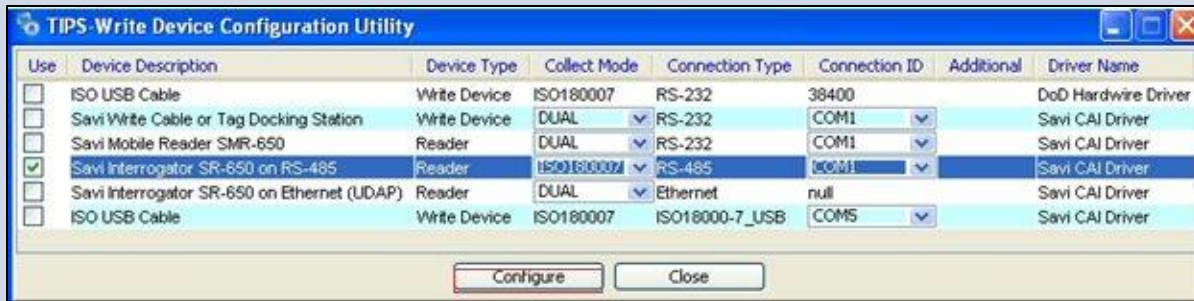 TIPS-Write Device Configuration Utility
Use Device Description Device Type Collect Mode Connection Type Connection ID Additional Driver Name
ISO USB Cable Write Device ISO180007 RS-232 38400 DoD Hardwire Driver
Savi Write Cable or Tag Docking Station Write Device DUAL RS-232 COM1 Savi CAI Driver
Savi Mobile Reader SMR-650 Reader DUAL RS-232 COM1 Savi CAI Driver
Savi Interrogator SR-650 on RS-485 Reader ISO180007 RS-485 COM1 Savi CAI Driver
Savi Interrogator SR-650 on Ethernet (UDAP) Reader DUAL Ethernet null Savi CAI Driver
ISO USB Cable Write Device ISO180007 ISO18000-7_USB COM5 Savi CAI Driver
Configure Close